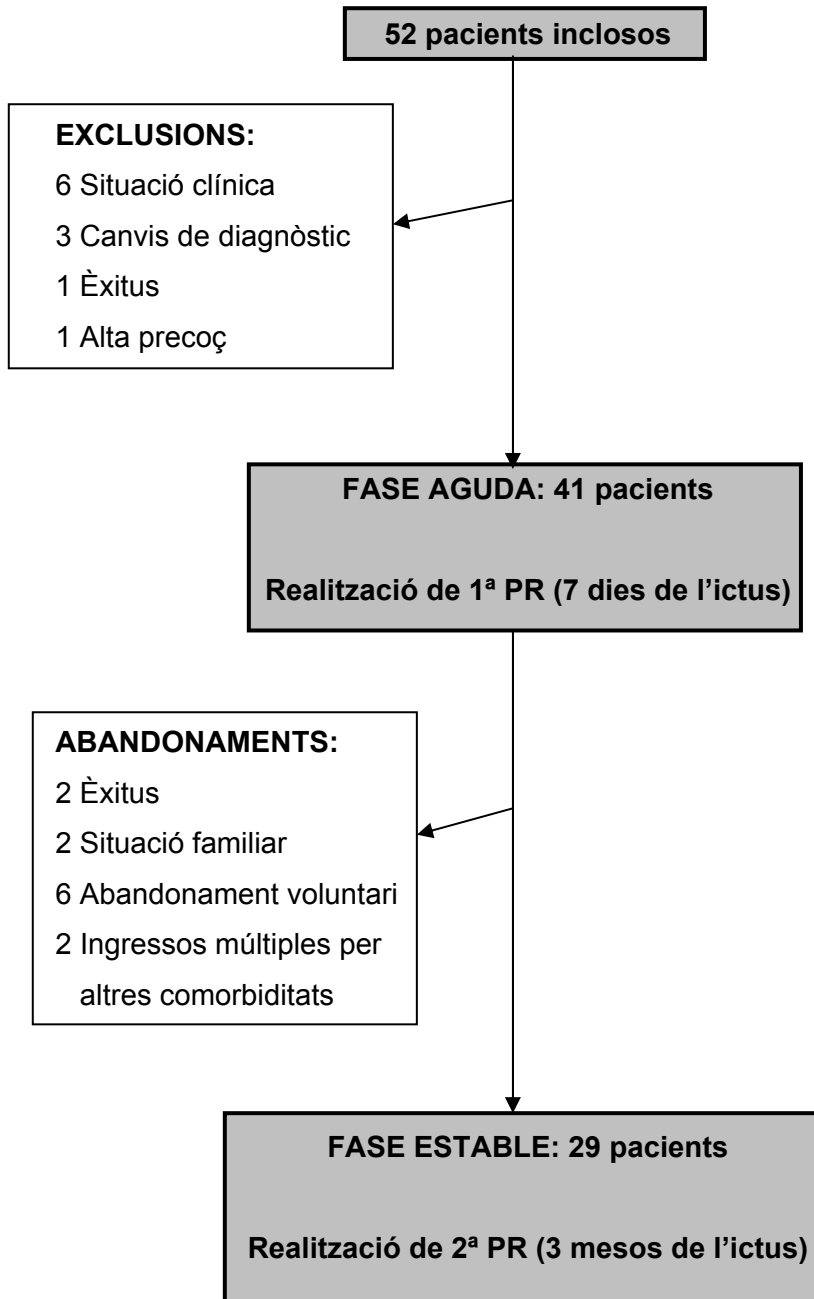 52 pacients inclosos
EXCLUSIONS:
6 Situació clínica
3 Canvis de diagnòstic
1 Èxitus
1 Alta precoç
FASE AGUDA: 41 pacients
Realització de 1ª PR (7 dies de l’ictus)
ABANDONAMENTS:
2 Èxitus
2 Situació familiar
6 Abandonament voluntari
2 Ingressos múltiples per
altres comorbiditats
FASE ESTABLE: 29 pacients
Realització de 2ª PR (3 mesos de l’ictus)